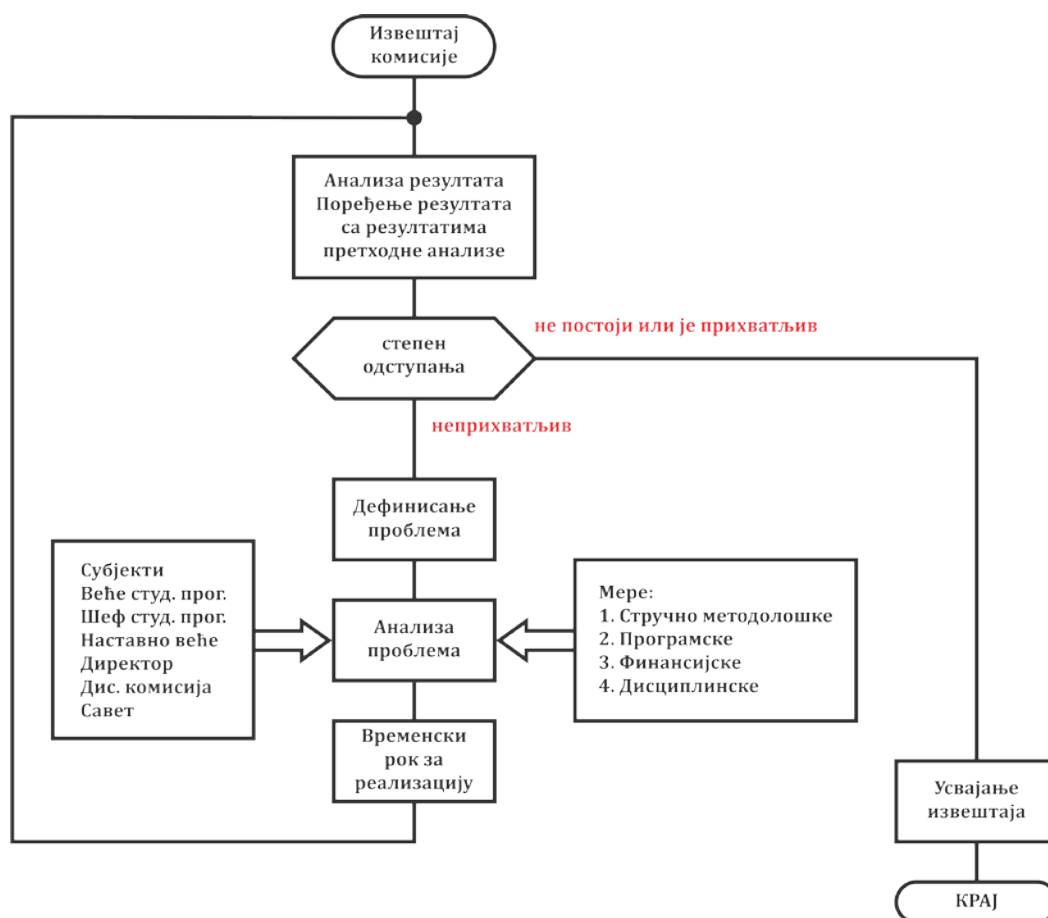 Извештај
комисије
Анализа резултата
Поређење резултата
са резултатима
претходне анализе
не постоји или је прихватљив
степен
одступања
неприхватљив
Дефинисање
проблема
Субјекти
Веће студ. прог.
Шеф студ. прог.
Наставно веће
Директор
Дис. комисија
Савет
Анализа
проблема
Мере:
1. Стручно методолошке
2. Програмске
3. Финансијске
4. Дисциплинске
Временски
рок за
реализацију
Усвајање
извештаја
КРАЈ